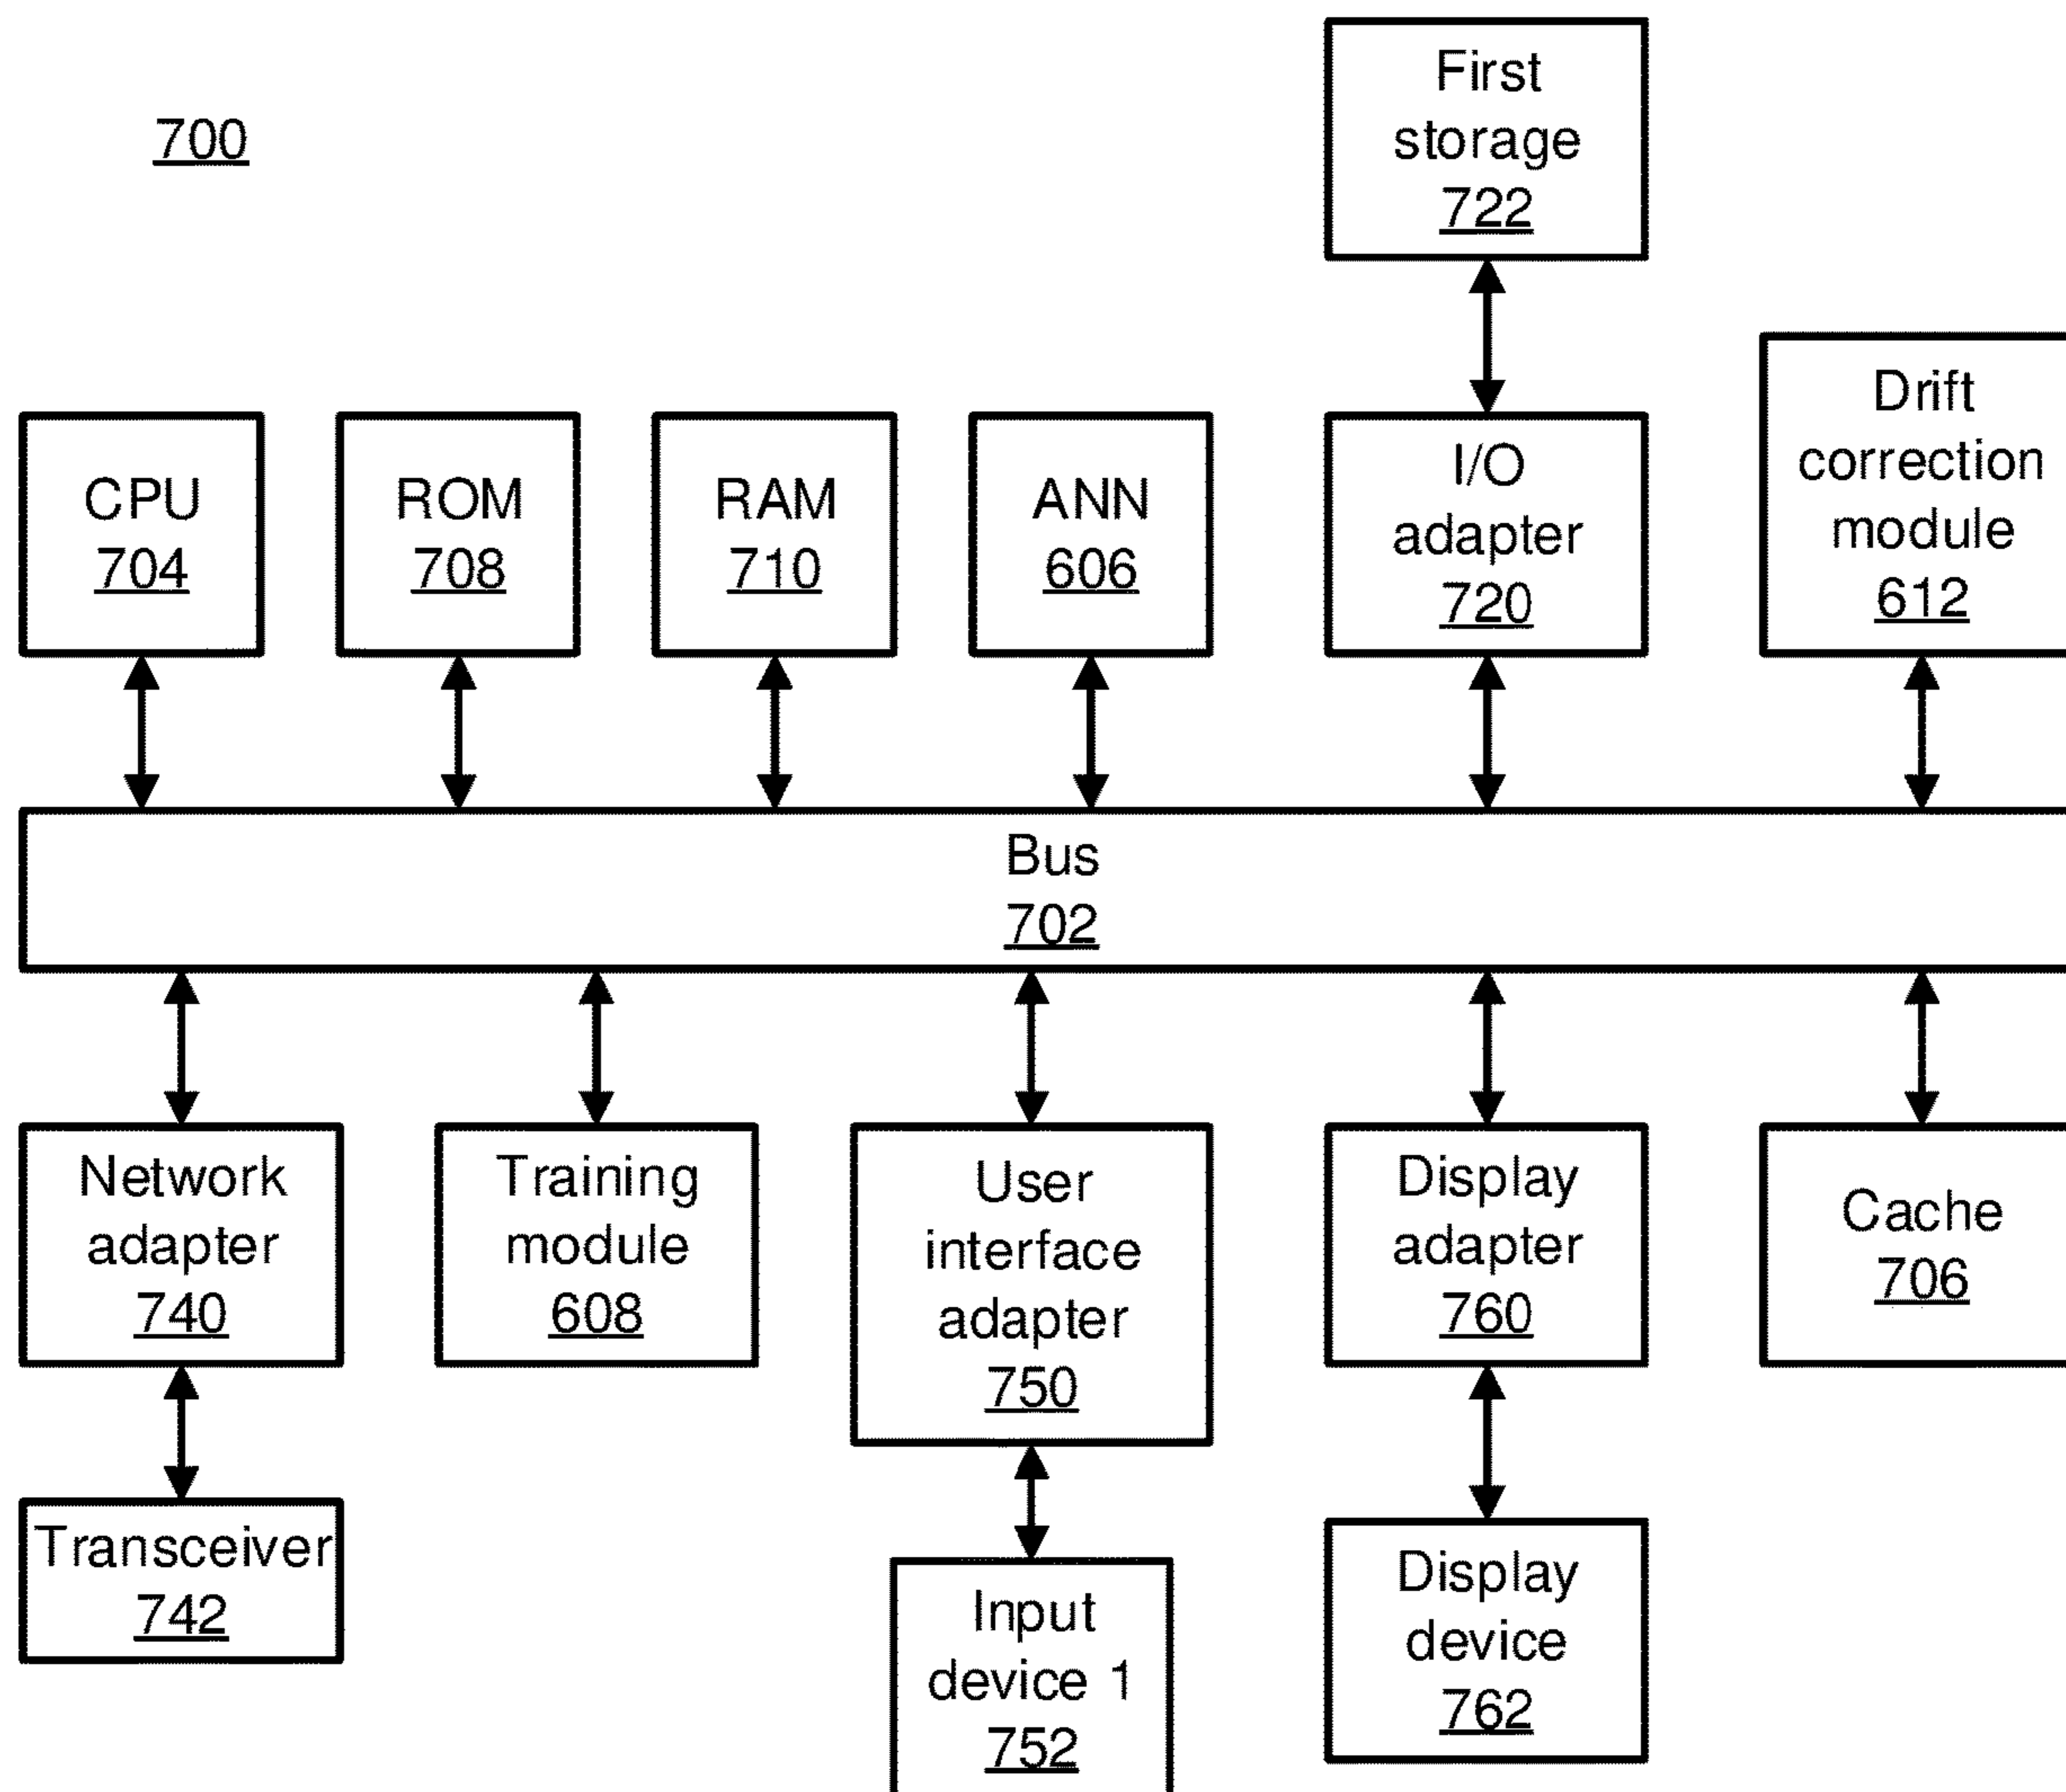 700
First
storage
722
CPU
704
ROM
708
RAM
710
ANN
606
I/O
adapter
720
Drift
correction
module
612
Bus
702
Network
adapter
740
Training
module
608
User
interface
adapter
750
Display
adapter
760
Cache
706
Transceiver
742
Input
device 1
752
Display
device
762